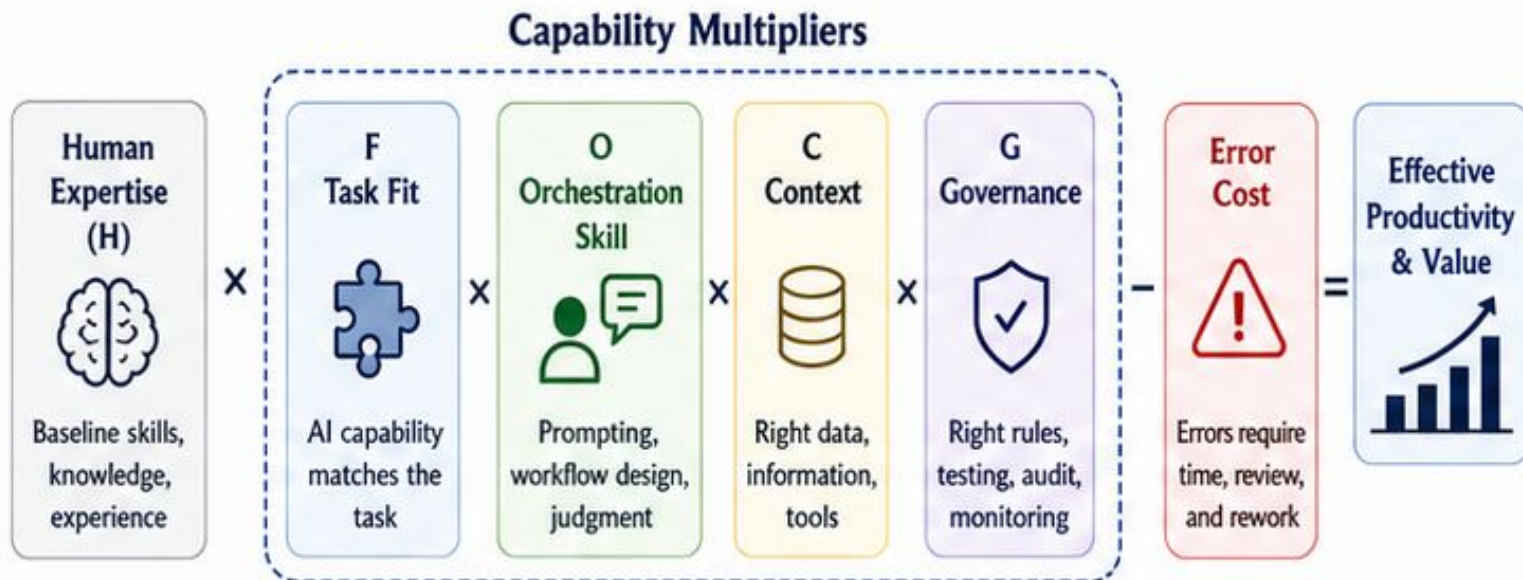 Capability Multipliers
Human
Expertise
(H)
Baseline skills,
knowledge,
experience
×
F
Task Fit
AI capability
matches the
task
×
O
Orchestration
Skill
Prompting,
workflow design,
judgment
×
C
Context
Right data,
information,
tools
×
G
Governance
Right rules,
testing, audit,
monitoring
−
Error
Cost
!
Errors require
time, review,
and rework
=
Effective
Productivity
& Value